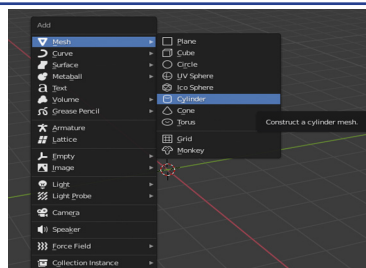 Add
Mesh
Curve
Surface
Metaball
Text
Volume
Grease Pencil
Armature
Lattice
Empty
Image
Light
Light Probe
Camera
Speaker
Force Field
Collection Instance
Plane
Cube
Circle
UV Sphere
Ico Sphere
Cylinder
Cone
Torus
Grid
Monkey
Construct a cylinder mesh.